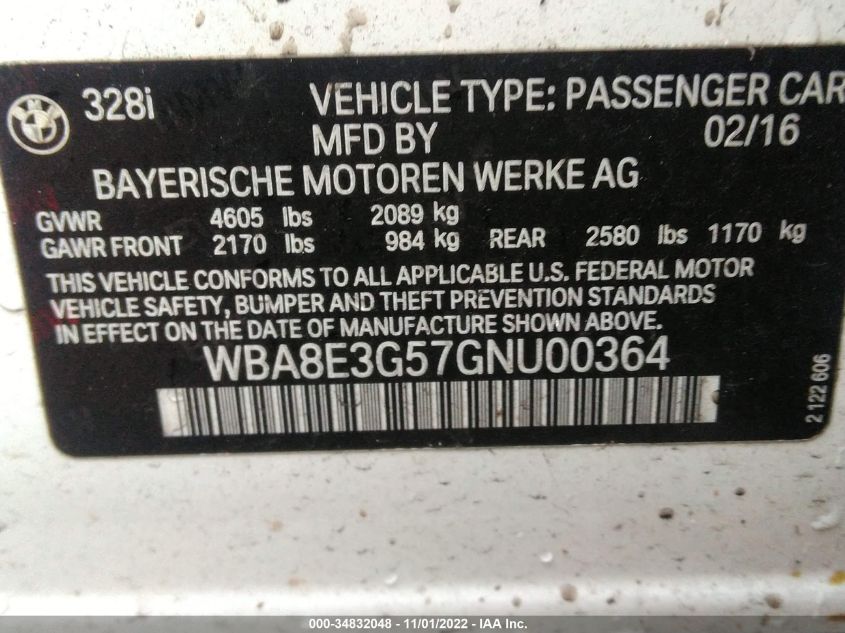 328i VEHICLE TYPE: PASSENGER CAR
MFD BY 02/16
BAYERISCHE MOTOREN WERKE AG
GVWR 4605 lbs 2089 kg
GAWR FRONT 2170 lbs 984 kg REAR 2580 lbs 1170 kg
THIS VEHICLE CONFORMS TO ALL APPLICABLE U.S. FEDERAL MOTOR
VEHICLE SAFETY, BUMPER AND THEFT PREVENTION STANDARDS
IN EFFECT ON THE DATE OF MANUFACTURE SHOWN ABOVE.
WBA8E3G57GNU00364
2 122 606
000-34832048 - 11/01/2022 - IAA Inc.